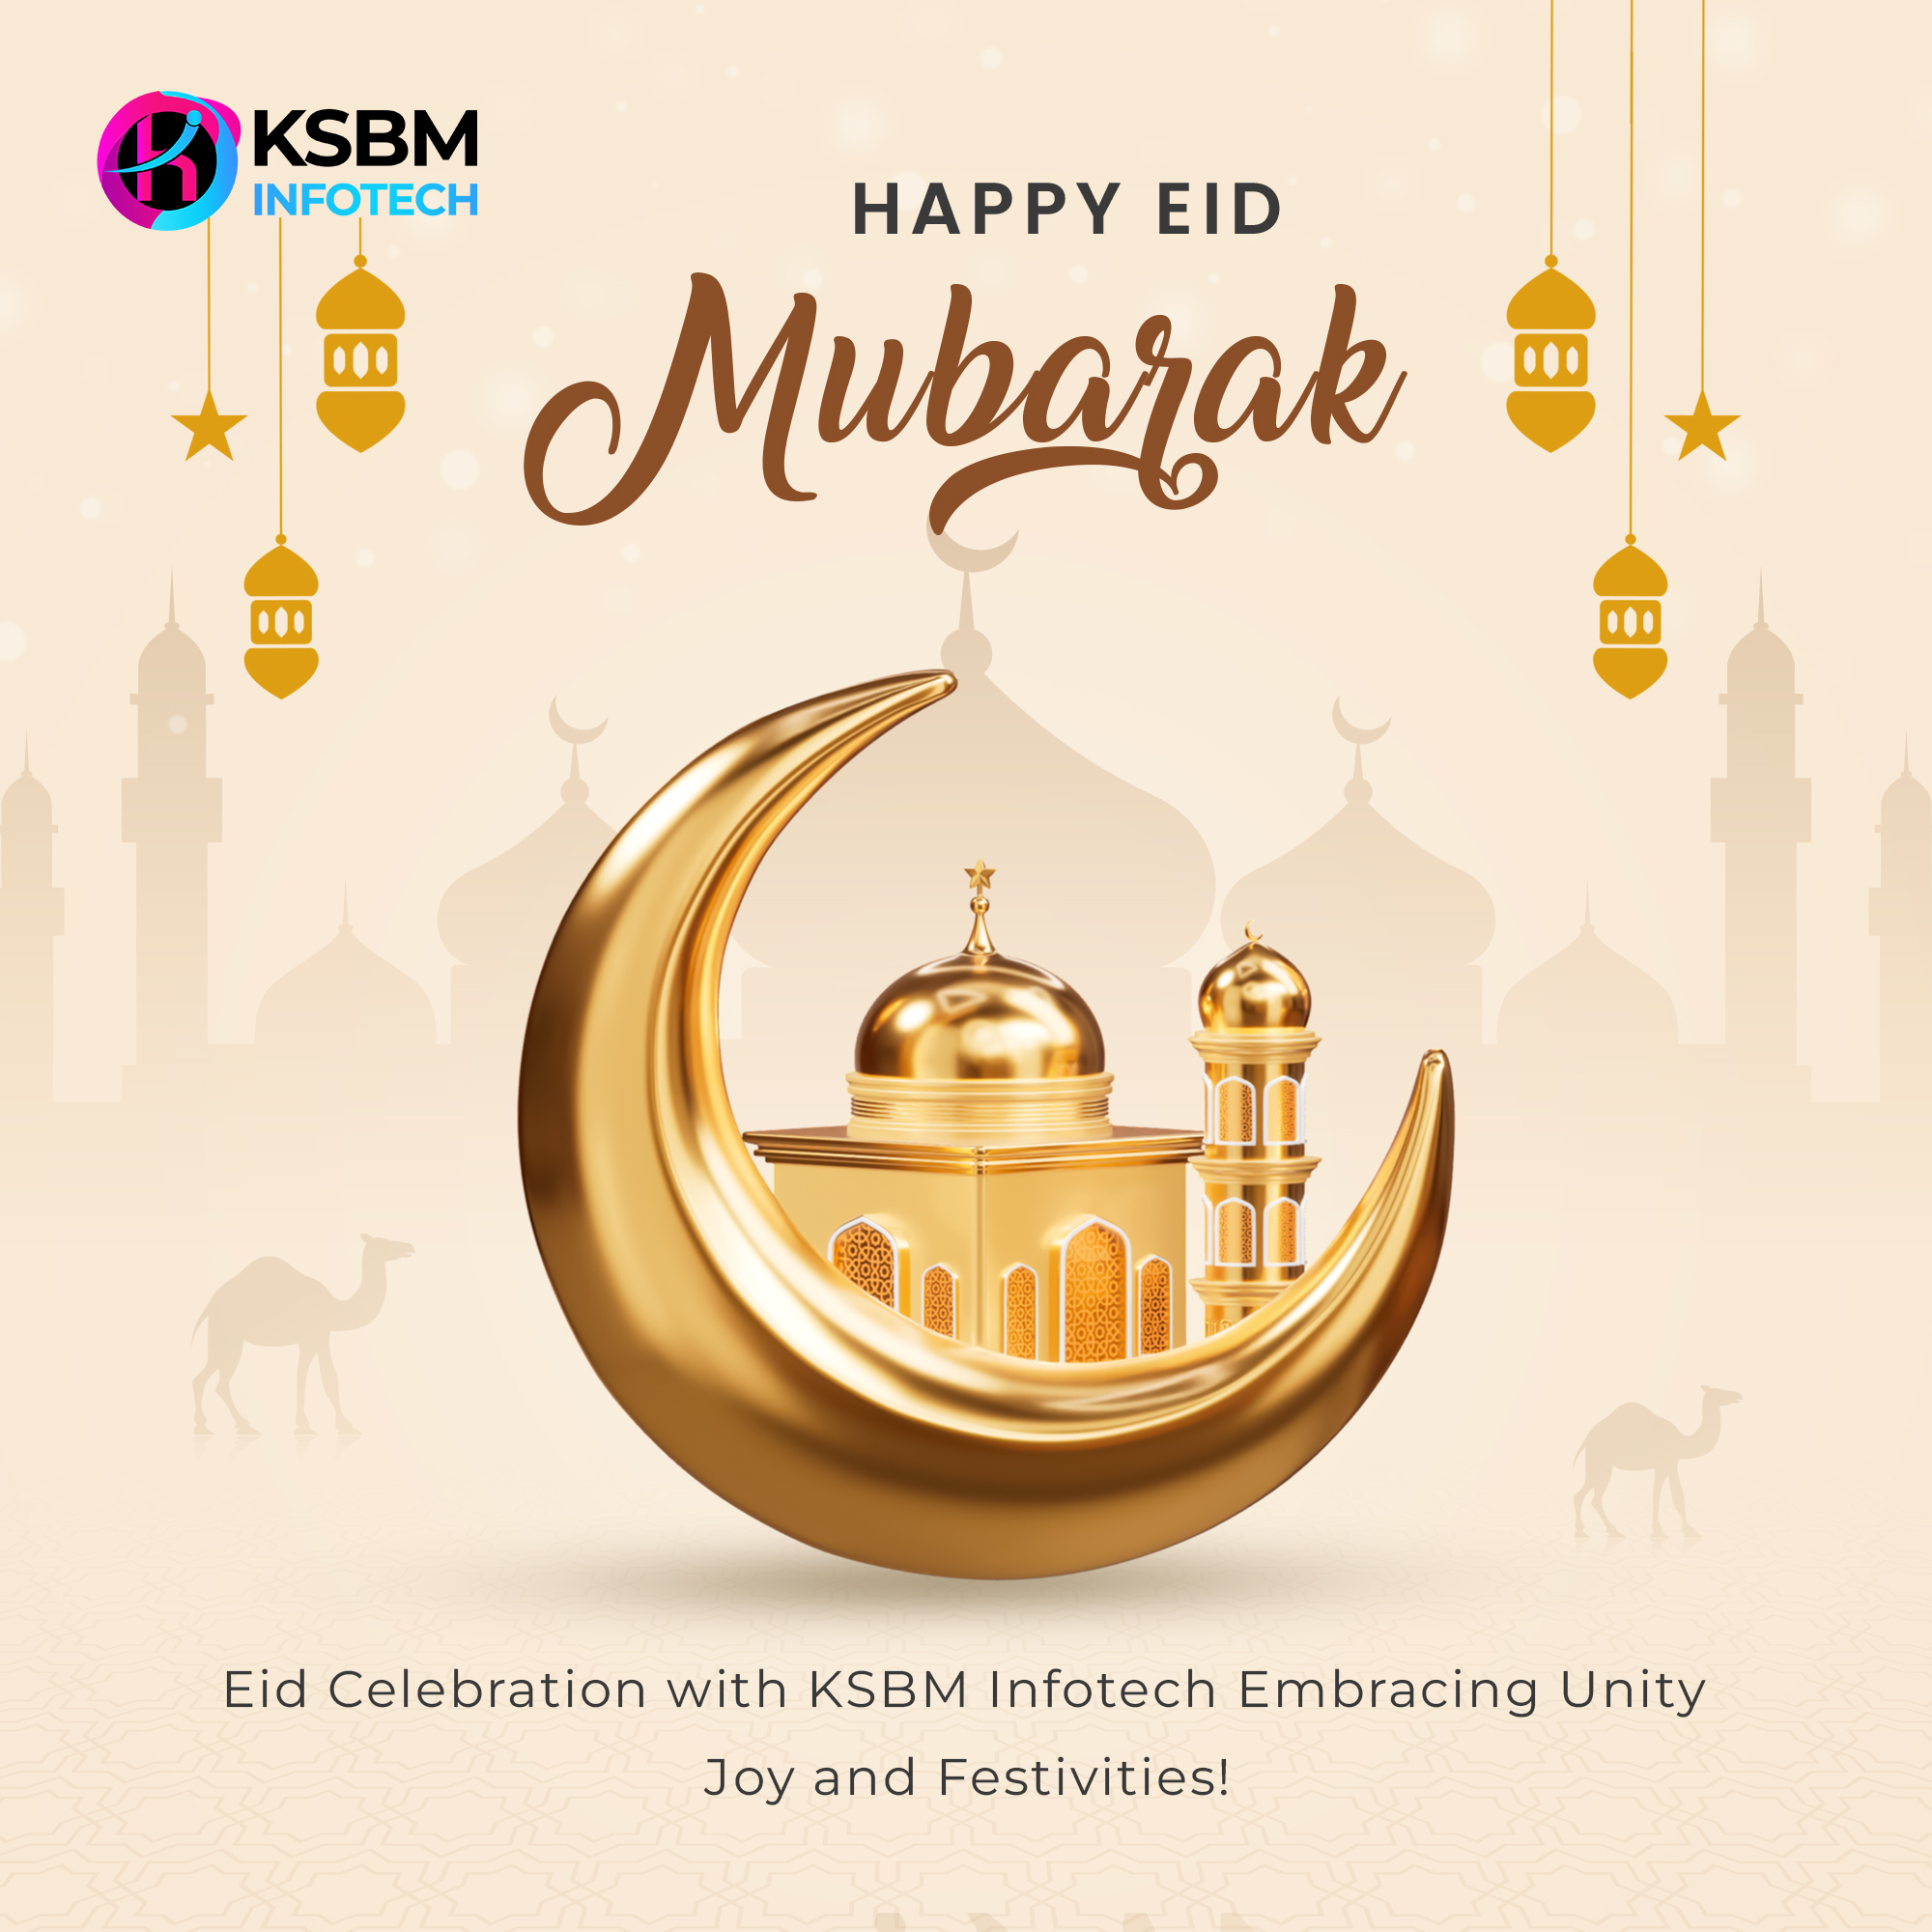 KSBM
INFOTECH
HAPPY EID
Mubarak
Eid Celebration with KSBM Infotech Embracing Unity
Joy and Festivities!